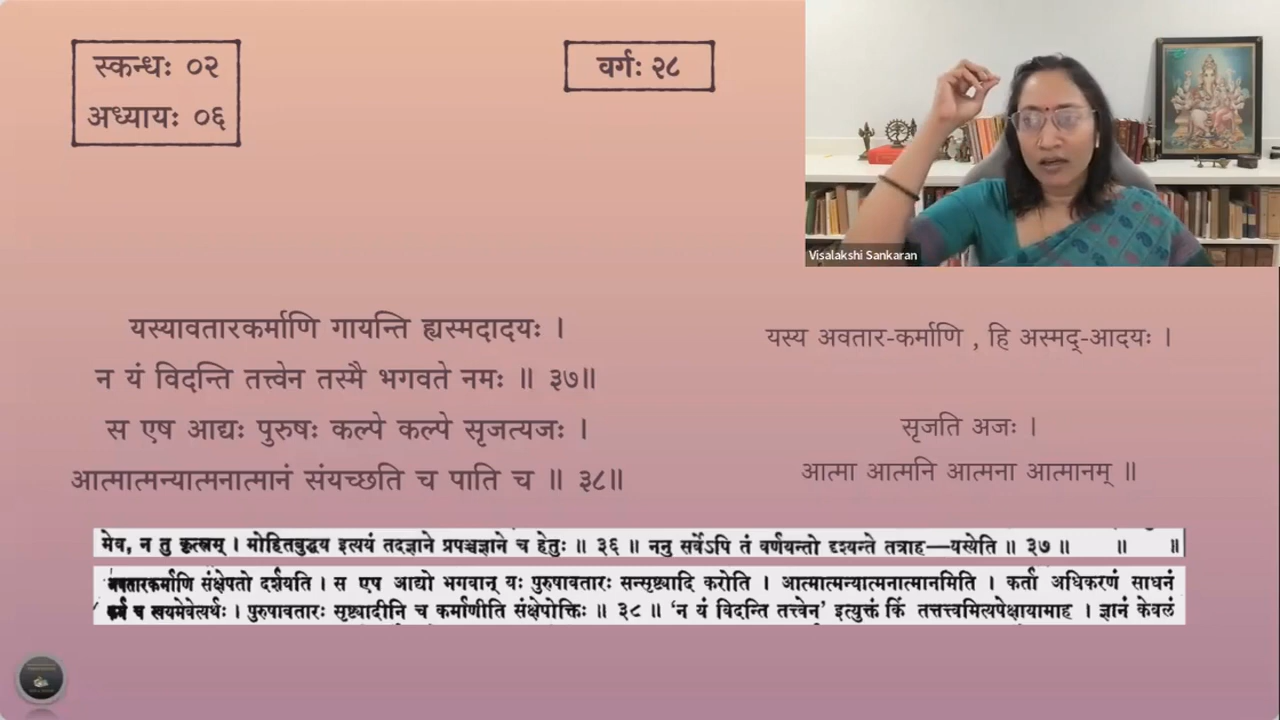 स्कन्धः ०२
अध्यायः ०६
वर्गः २८
Visalakshi Sankaran
यस्यावतारकर्माणि गायन्ति ह्यस्मदादयः ।
न यं विदन्ति तत्त्वेन तस्मै भगवते नमः ॥ ३७॥
स एष आद्यः पुरुषः कल्पे कल्पे सृजत्यजः ।
आत्मात्मन्यात्मनात्मानं संयच्छति च पाति च ॥ ३८॥
यस्य अवतार-कर्माणि , हि अस्मद्-आदयः ।
सृजति अजः ।
आत्मा आत्मनि आत्मना आत्मानम् ॥
मेव, न तु कृत्स्नम् । मोहितबुद्धय इत्ययं तदज्ञाने प्रपञ्चज्ञाने च हेतुः ॥ ३६ ॥ ननु सर्वेऽपि तं वर्णयन्तो दृश्यन्ते तत्राह—यस्येति ॥ ३७ ॥ ॥ ॥
अवतारकर्माणि संक्षेपतो दर्शयति । स एष आद्यो भगवान् यः पुरुषावतारः सन्सृष्ट्यादि करोति । आत्मात्मन्यात्मनात्मानमिति । कर्ता अधिकरणं साधनं
कर्म च स्वयमेवेत्यर्थः । पुरुषावतारः सृष्ट्यादीनि च कर्माणीति संक्षेपोक्तिः ॥ ३८ ॥ ‘न यं विदन्ति तत्त्वेन’ इत्युक्तं किं तत्तत्त्वमित्यपेक्षायामाह । ज्ञानं केवलं